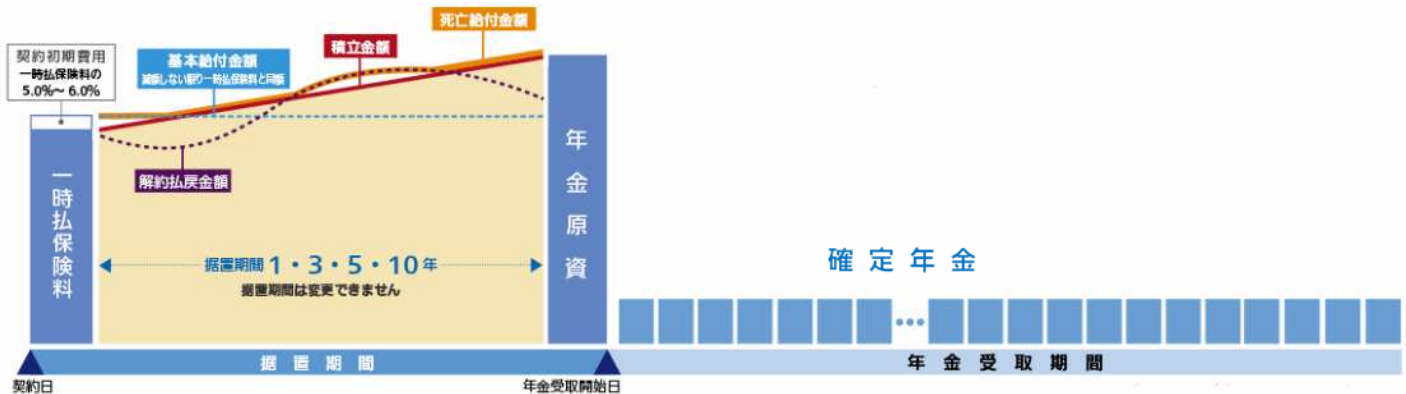 死亡給付金額
積立金額
契約初期費用
一時払保険料の
5.0%～6.0%
基本給付金額
減額しない限り一時払保険料と同額
解約払戻金額
一時払保険料
年金原資
据置期間1・3・5・10年
据置期間は変更できません
確定年金
据置期間
年金受取期間
契約日
年金受取開始日